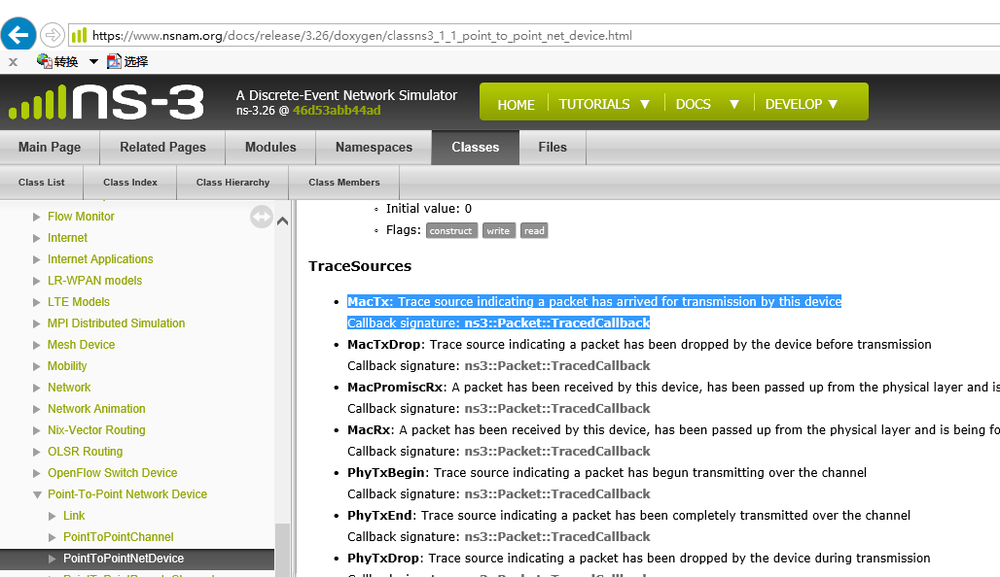 https://www.nsnam.org/docs/release/3.26/doxygen/classns3_1_1_point_to_point_net_device.html
x 转换 选择
ns-3
A Discrete-Event Network Simulator
ns-3.26 @ 46d53abb44ad
HOME TUTORIALS ▼ DOCS ▼ DEVELOP ▼
Main Page Related Pages Modules Namespaces Classes Files
Class List Class Index Class Hierarchy Class Members
Flow Monitor
Internet
Internet Applications
LR-WPAN models
LTE Models
MPI Distributed Simulation
Mesh Device
Mobility
Network
Network Animation
Nix-Vector Routing
OLSR Routing
OpenFlow Switch Device
Point-To-Point Network Device
Link
PointToPointChannel
PointToPointNetDevice
Initial value: 0
Flags: construct write read
TraceSources
MacTx: Trace source indicating a packet has arrived for transmission by this device
Callback signature: ns3::Packet::TracedCallback
MacTxDrop: Trace source indicating a packet has been dropped by the device before transmission
Callback signature: ns3::Packet::TracedCallback
MacPromiscRx: A packet has been received by this device, has been passed up from the physical layer and is
Callback signature: ns3::Packet::TracedCallback
MacRx: A packet has been received by this device, has been passed up from the physical layer and is being fo
Callback signature: ns3::Packet::TracedCallback
PhyTxBegin: Trace source indicating a packet has begun transmitting over the channel
Callback signature: ns3::Packet::TracedCallback
PhyTxEnd: Trace source indicating a packet has been completely transmitted over the channel
Callback signature: ns3::Packet::TracedCallback
PhyTxDrop: Trace source indicating a packet has been dropped by the device during transmission